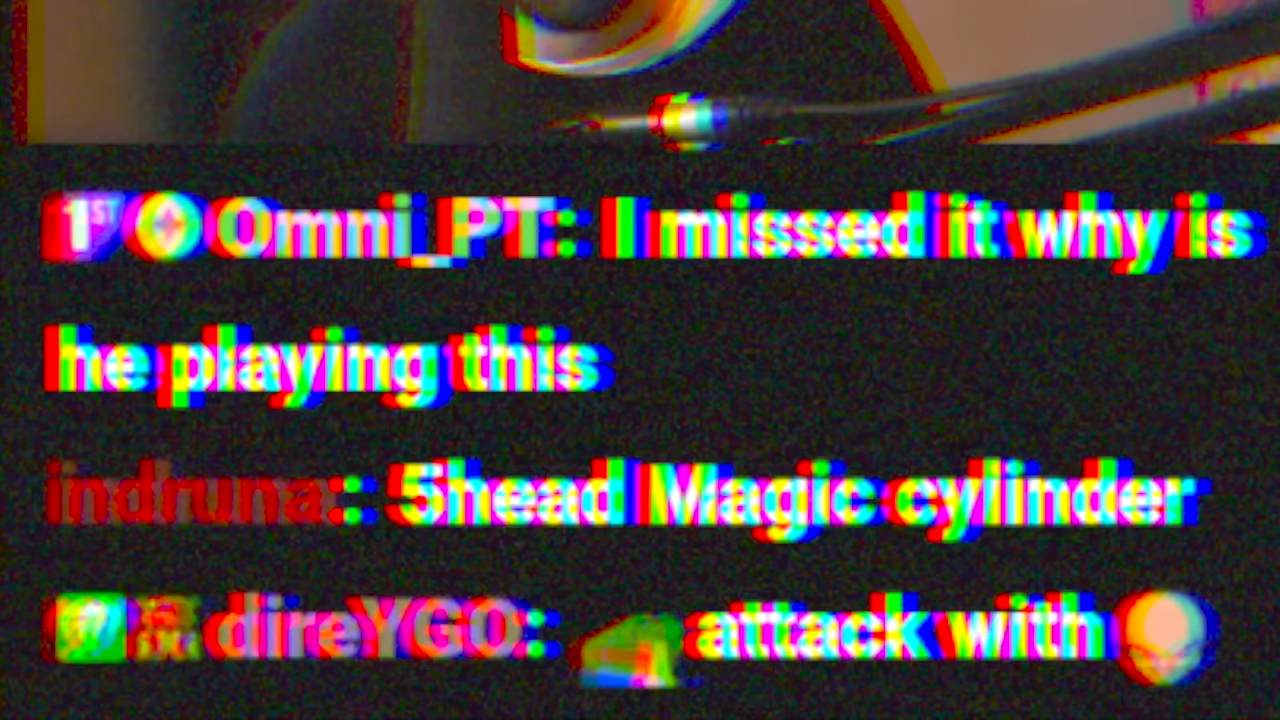 1ST Omni_PT: I missed it why is
he playing this
indruna: 5head Magic cylinder
direYGO: attack with